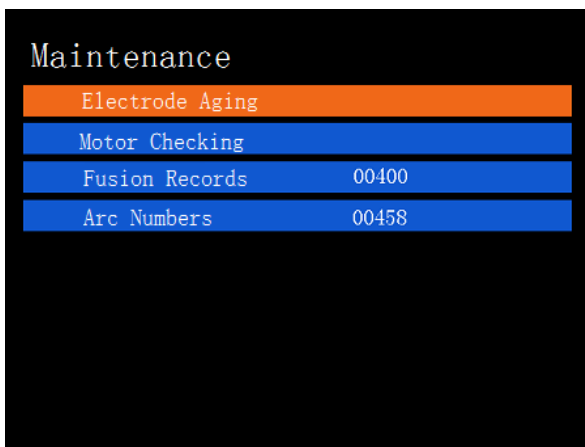 Maintenance
Electrode Aging
Motor Checking
Fusion Records 00400
Arc Numbers 00458